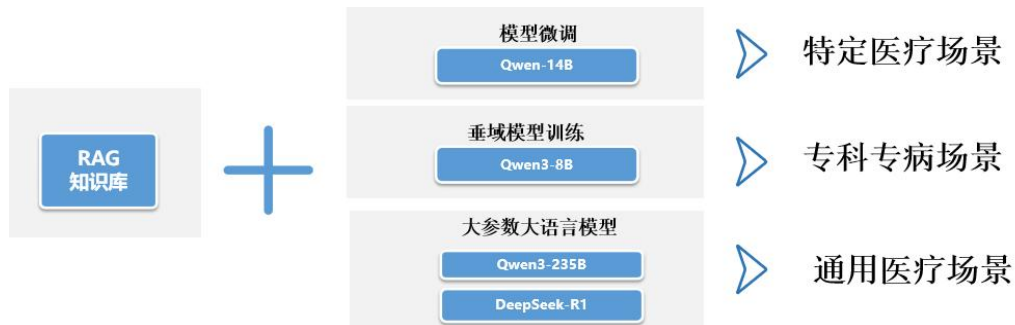 RAG
知识库
模型微调
Qwen-14B
特定医疗场景
垂域模型训练
Qwen3-8B
专科专病场景
大参数大语言模型
Qwen3-235B
DeepSeek-R1
通用医疗场景